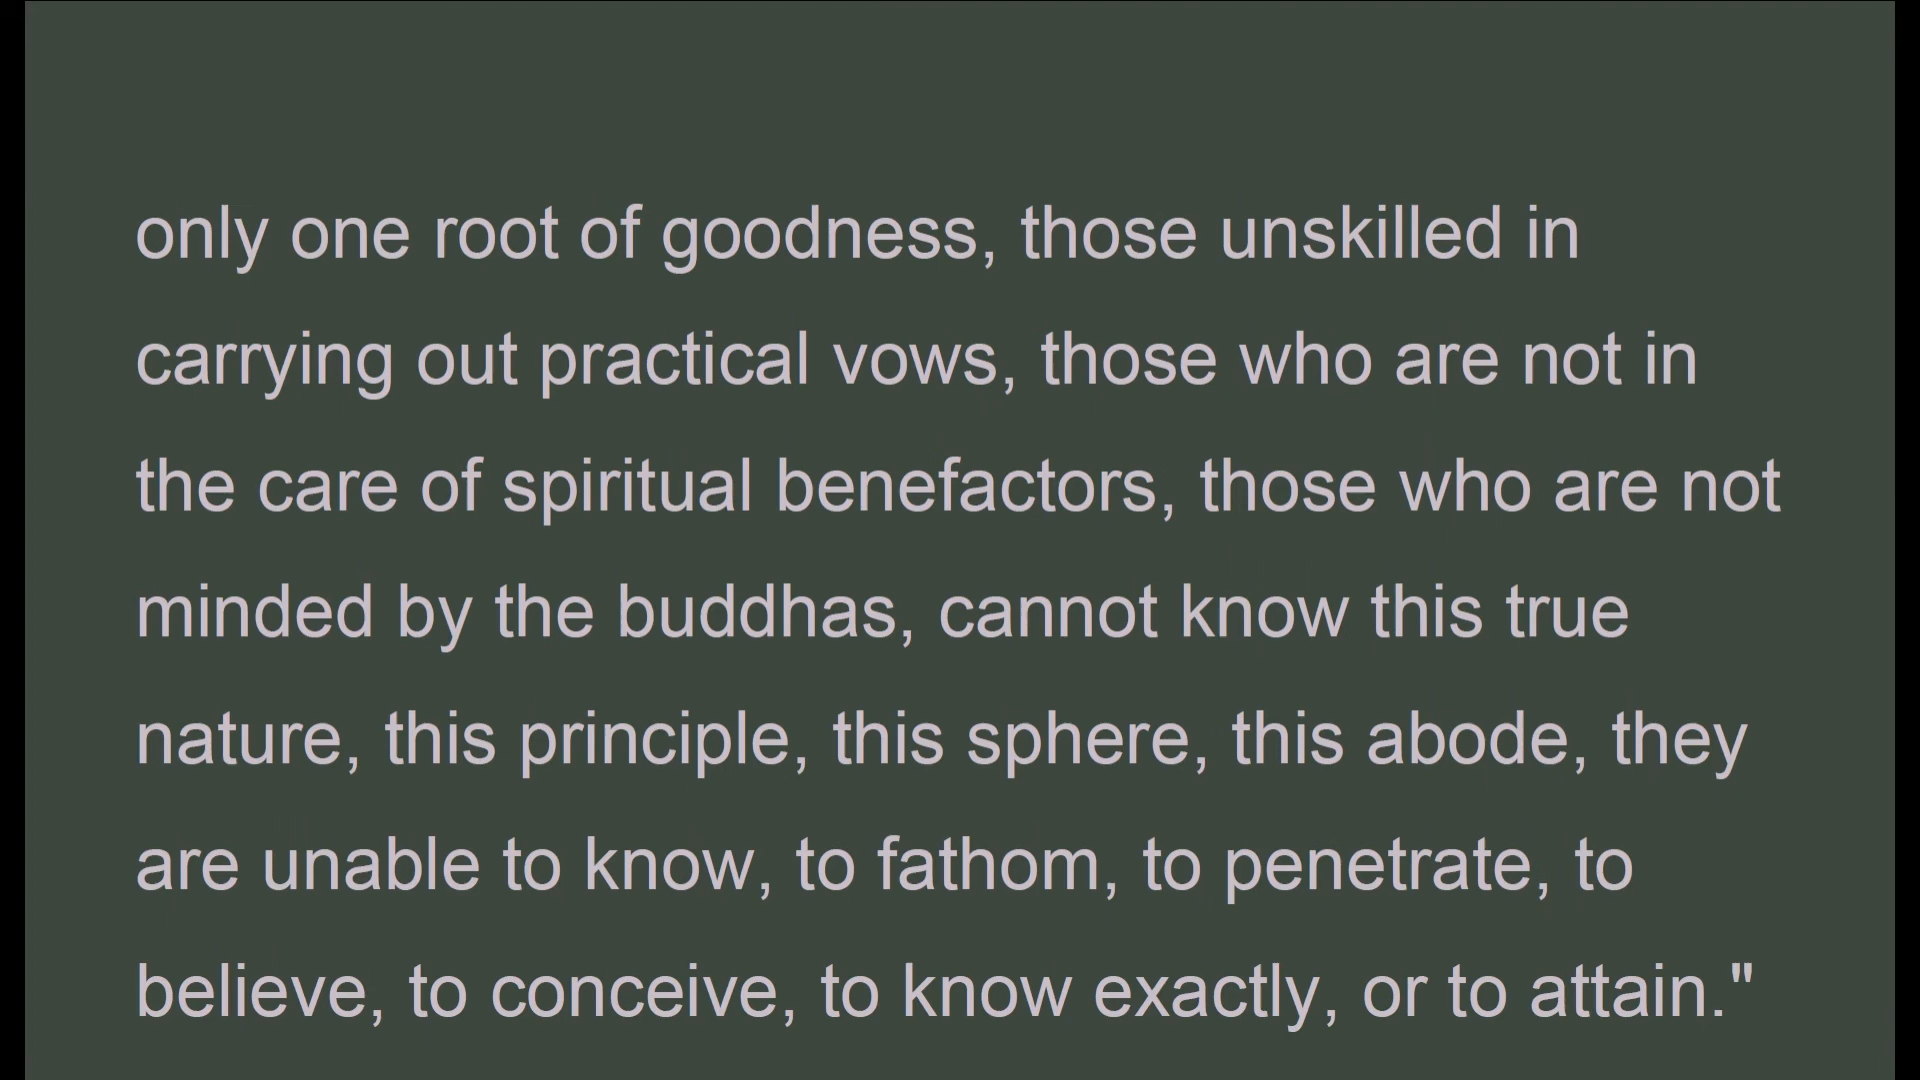 only one root of goodness, those unskilled in
carrying out practical vows, those who are not in
the care of spiritual benefactors, those who are not
minded by the buddhas, cannot know this true
nature, this principle, this sphere, this abode, they
are unable to know, to fathom, to penetrate, to
believe, to conceive, to know exactly, or to attain."